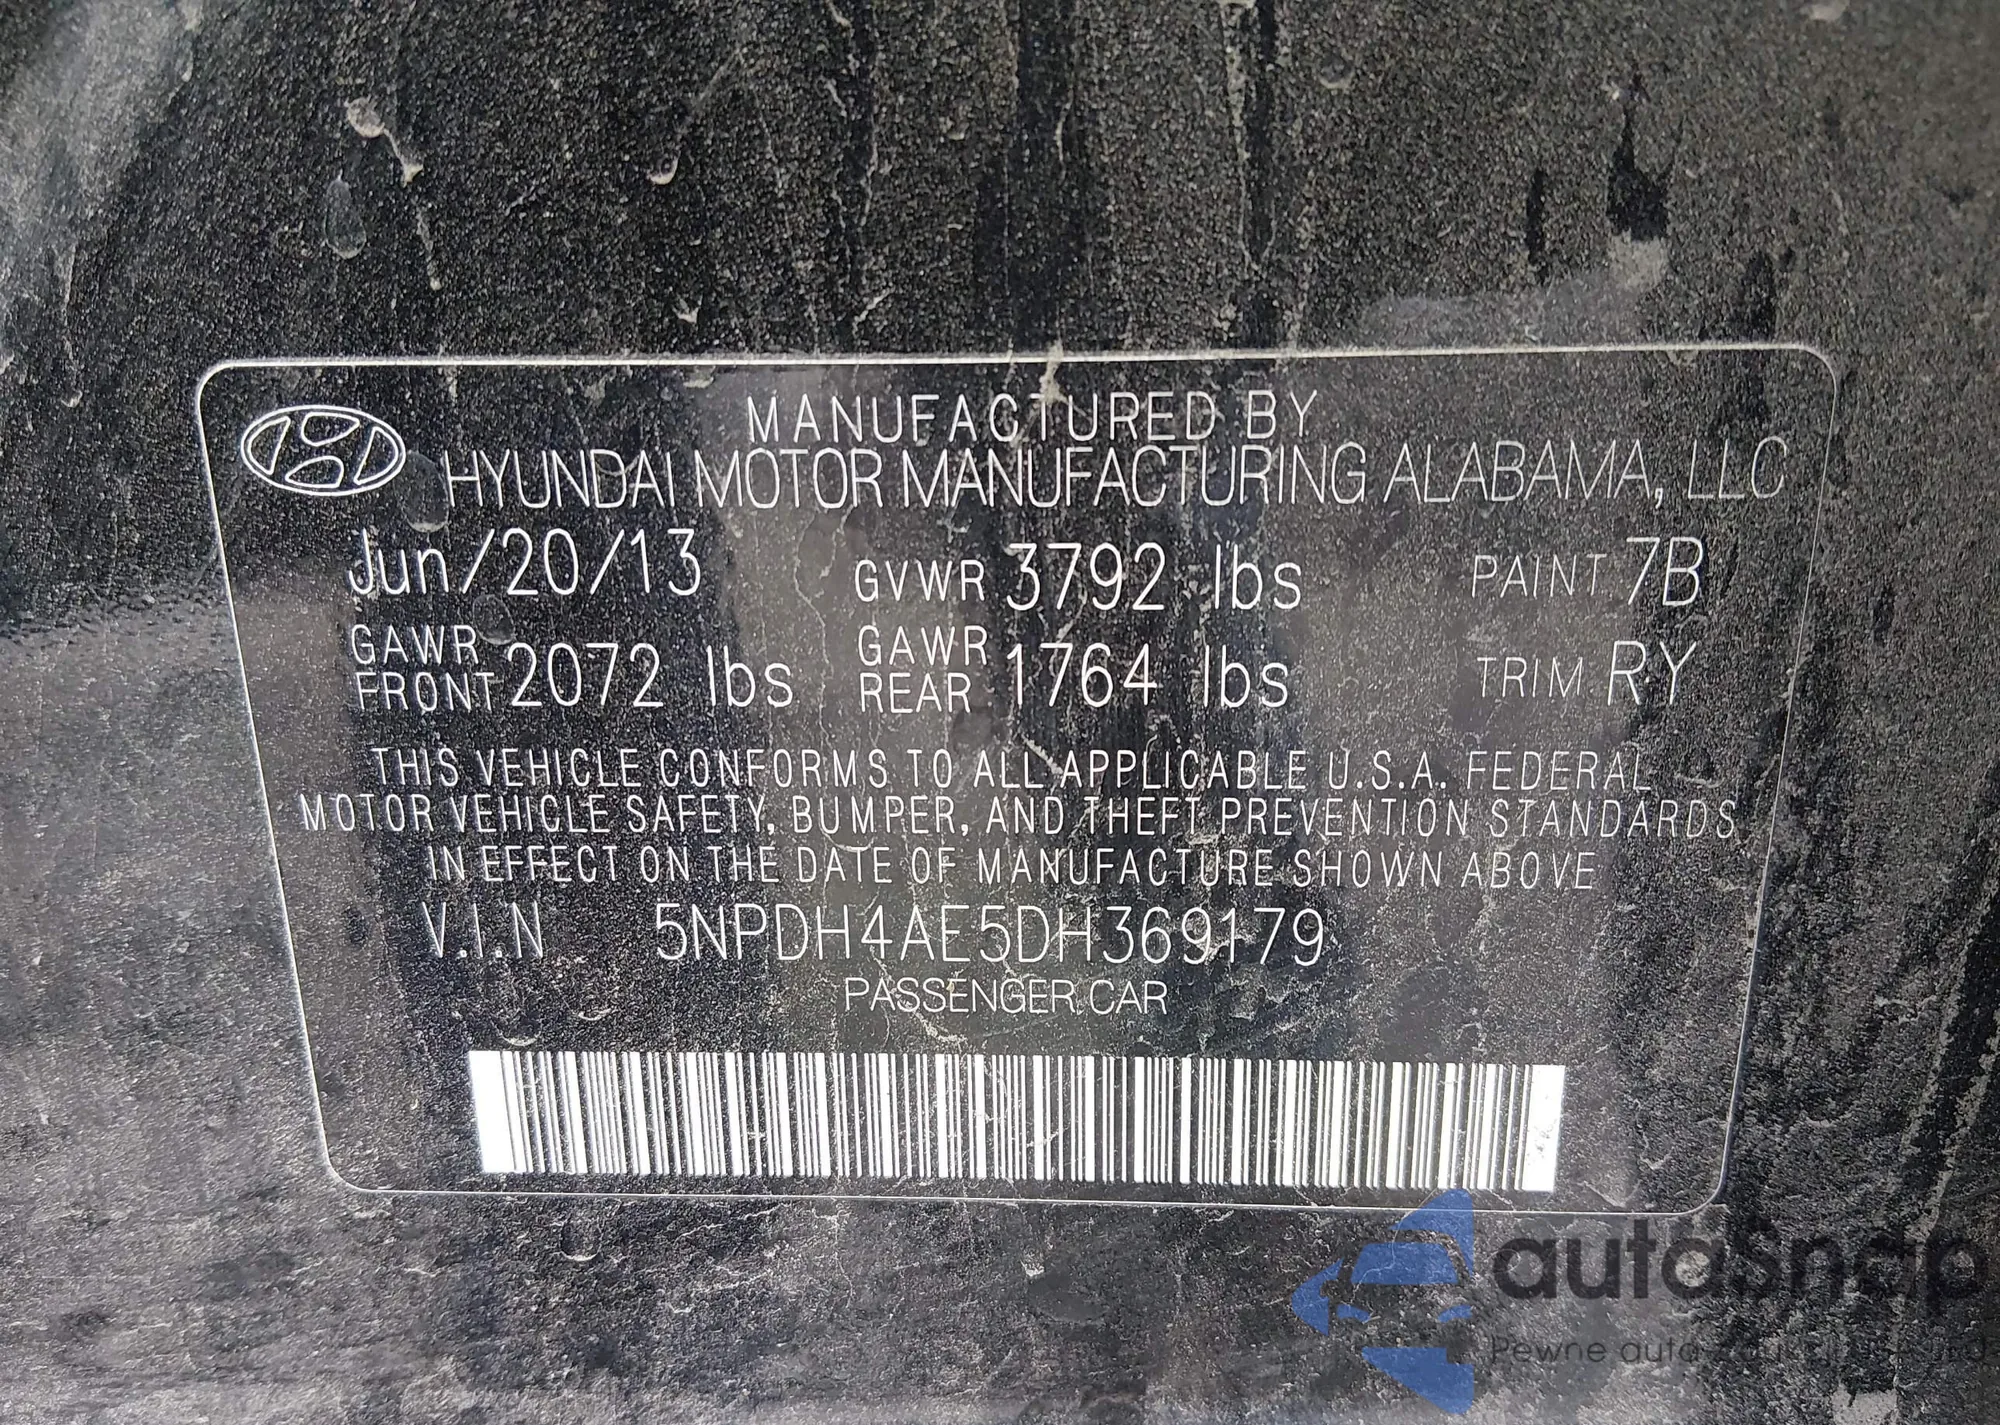 MANUFACTURED BY
HYUNDAI MOTOR MANUFACTURING ALABAMA, LLC
Jun/20/13 GVWR 3792 lbs PAINT 7B
GAWR FRONT 2072 lbs GAWR REAR 1764 lbs TRIM RY
THIS VEHICLE CONFORMS TO ALL APPLICABLE U.S.A. FEDERAL
MOTOR VEHICLE SAFETY, BUMPER, AND THEFT PREVENTION STANDARDS
IN EFFECT ON THE DATE OF MANUFACTURE SHOWN ABOVE
V.I.N 5NPDH4AE5DH369179
PASSENGER CAR
autoSnap
Pewne auto